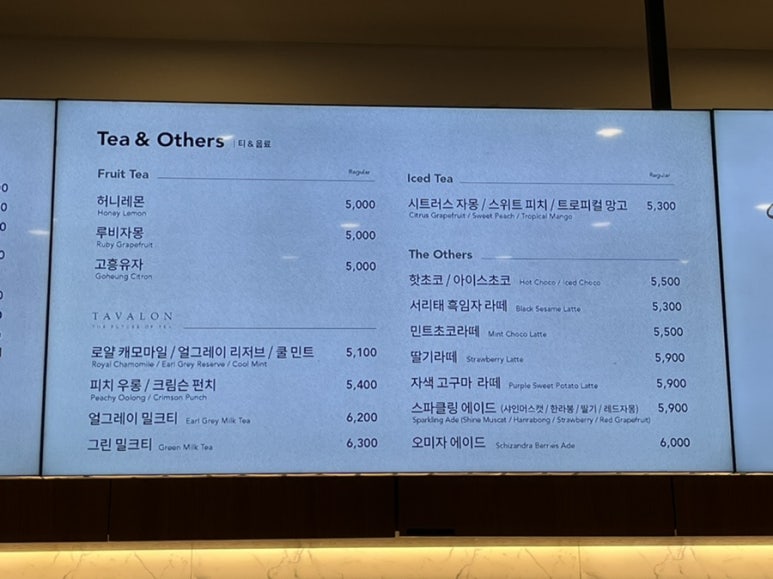 Tea & Others | 티&음료
Fruit Tea Regular
허니레몬 5,000
Honey Lemon
루비자몽 5,000
Ruby Grapefruit
고흥유자 5,000
Goheung Citron
TAVALON
THE FUTURE OF TEA
로얄 캐모마일 / 얼그레이 리저브 / 쿨 민트 5,100
Royal Chamomile / Earl Grey Reserve / Cool Mint
피치 우롱 / 크림슨 펀치 5,400
Peachy Oolong / Crimson Punch
얼그레이 밀크티 Earl Grey Milk Tea 6,200
그린 밀크티 Green Milk Tea 6,300
Iced Tea Regular
시트러스 자몽 / 스위트 피치 / 트로피컬 망고 5,300
Citrus Grapefruit / Sweet Peach / Tropical Mango
The Others
핫초코 / 아이스초코 Hot Choco / Iced Choco 5,500
서리태 흑임자 라떼 Black Sesame Latte 5,300
민트초코라떼 Mint Choco Latte 5,500
딸기라떼 Strawberry Latte 5,900
자색 고구마 라떼 Purple Sweet Potato Latte 5,900
스파클링 에이드 (샤인머스캣 / 한라봉 / 딸기 / 레드자몽) 5,900
Sparkling Ade (Shine Muscat / Hanrabong / Strawberry / Red Grapefruit)
오미자 에이드 Schizandra Berries Ade 6,000